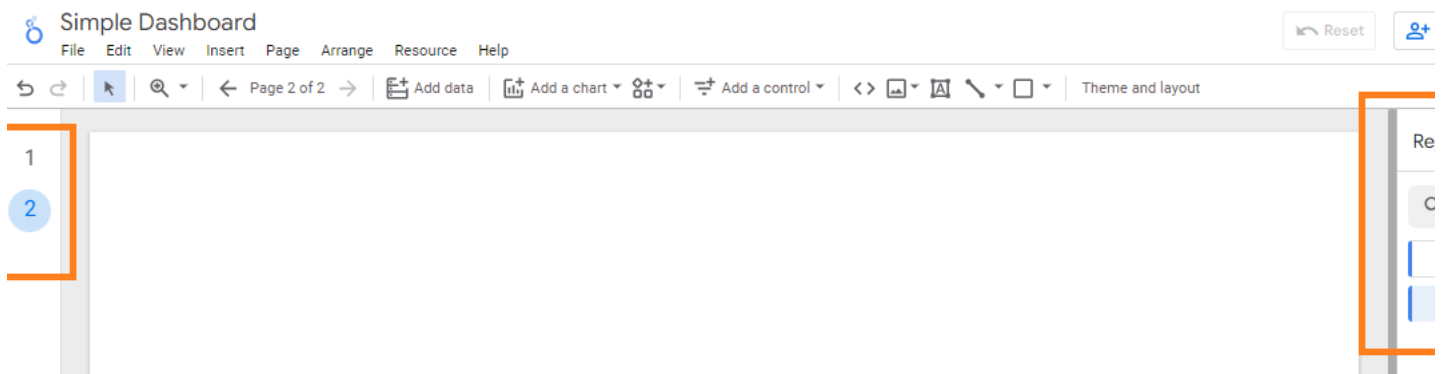 Simple Dashboard
Reset
File Edit View Insert Page Arrange Resource Help
Page 2 of 2 Add data Add a chart Add a control Theme and layout
1
2